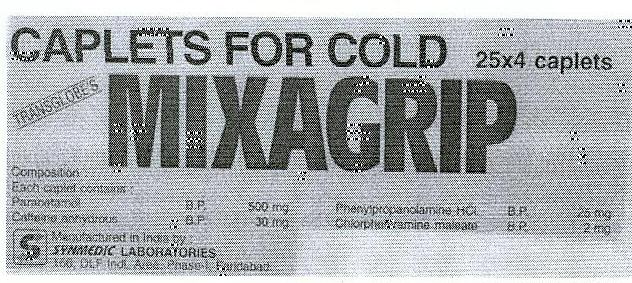 CAPLETS FOR COLD 25x4 caplets
TRANSGLOBE'S
MIXAGRIP
Composition
Each caplet contains :
Paracetamol B.P. 500 mg
Caffeine anhydrous B.P. 30 mg
Phenylpropanolamine HCl. B.P. 25 mg
Chlorpheniramine maleate B.P. 2 mg
S
Manufactured in India by
SYNMEDIC LABORATORIES
106, DLF Indl. Area, Phase-I, Faridabad